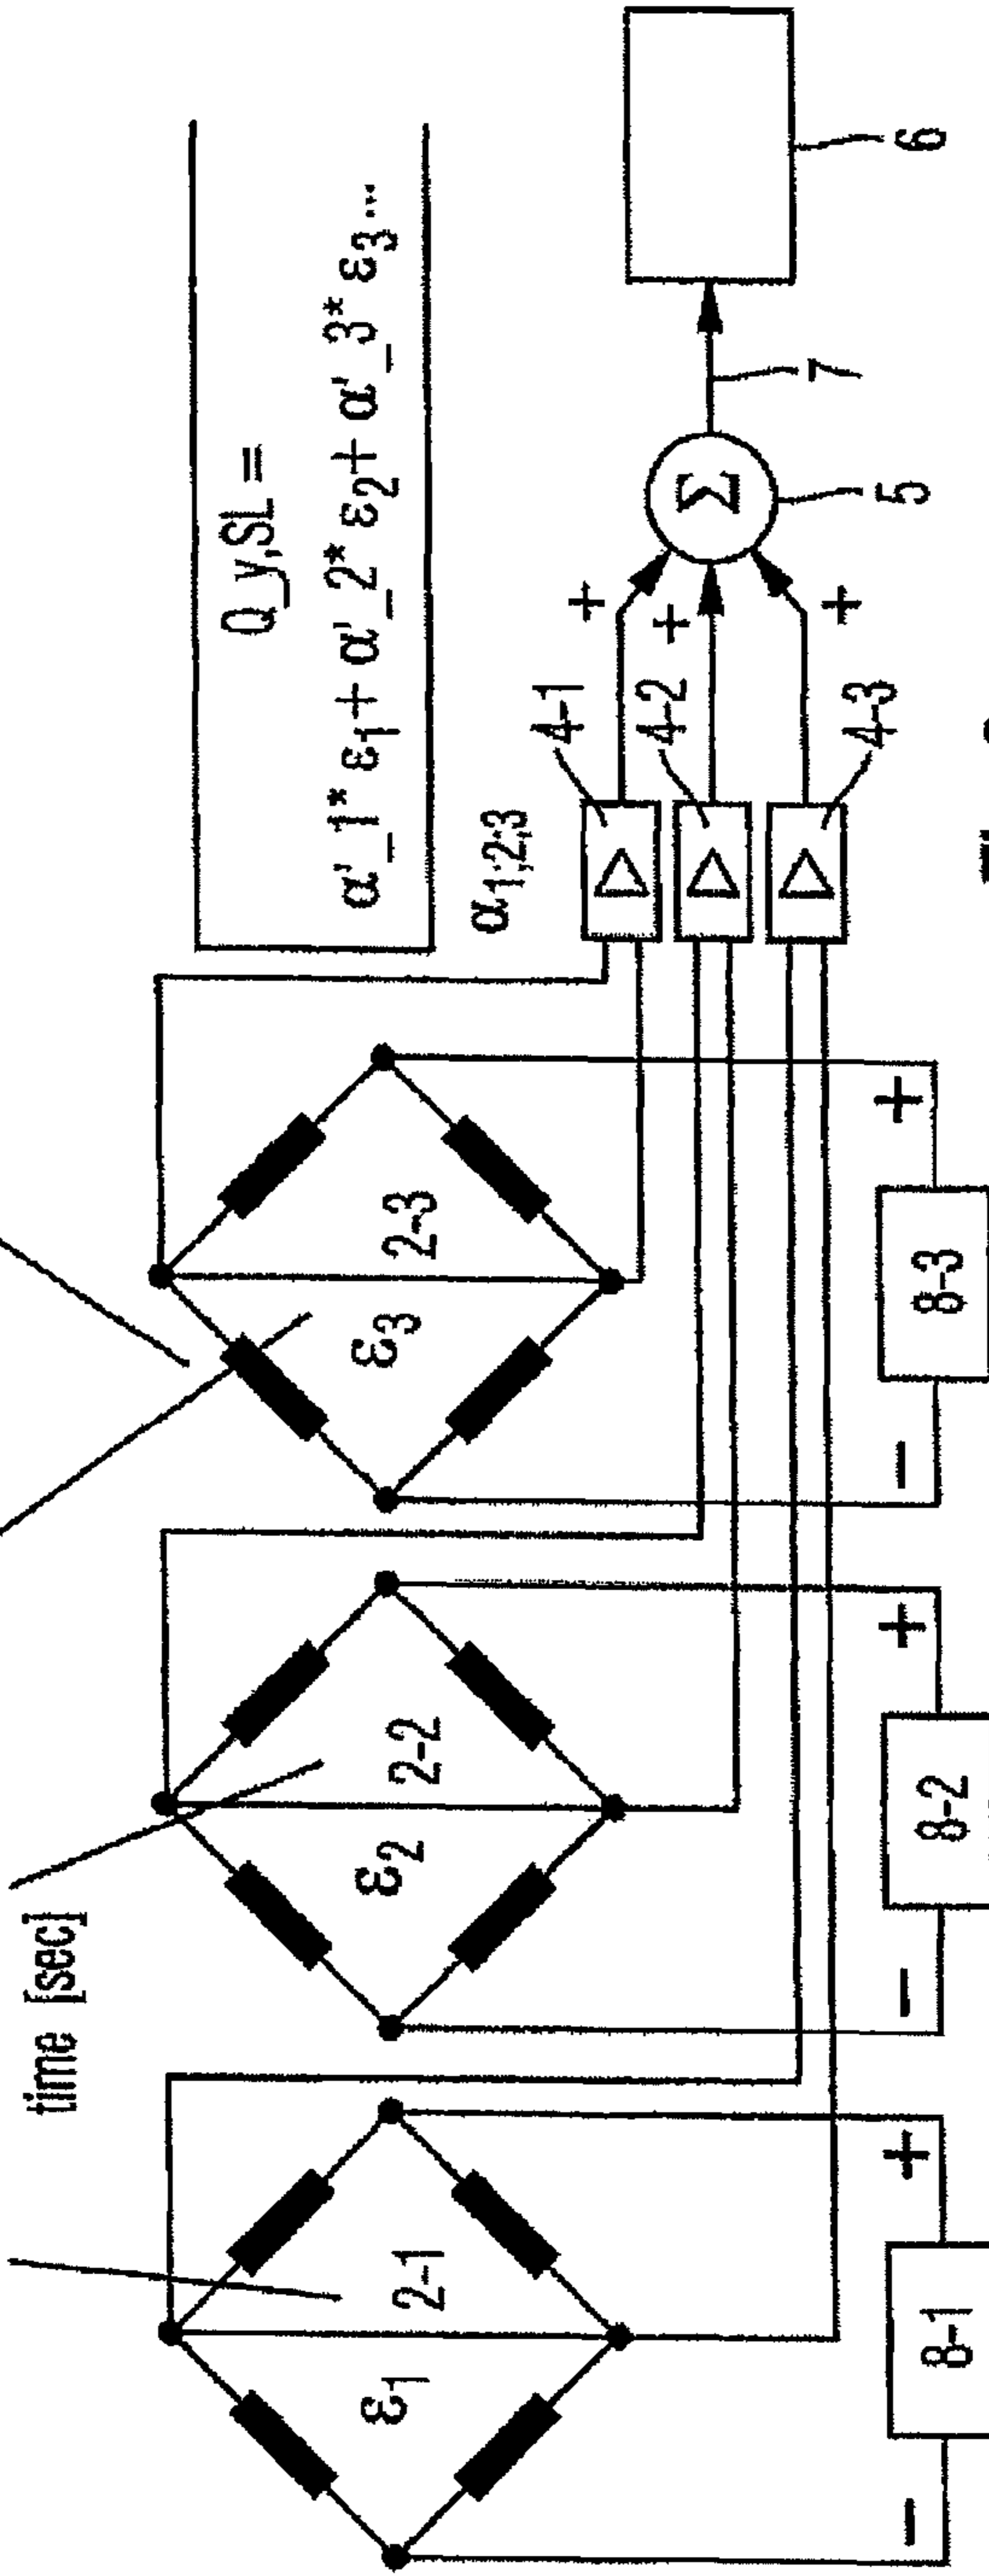 time [sec]
Q_y,SL =
α'_1* ε1+ α'_2* ε2+ α'_3* ε3...
α1;2;3
4-1
4-2
4-3
+
+
+
Σ
5
7
6
ε1
2-1
ε2
2-2
ε3
2-3
− 8-1 +
− 8-2 +
− 8-3 +